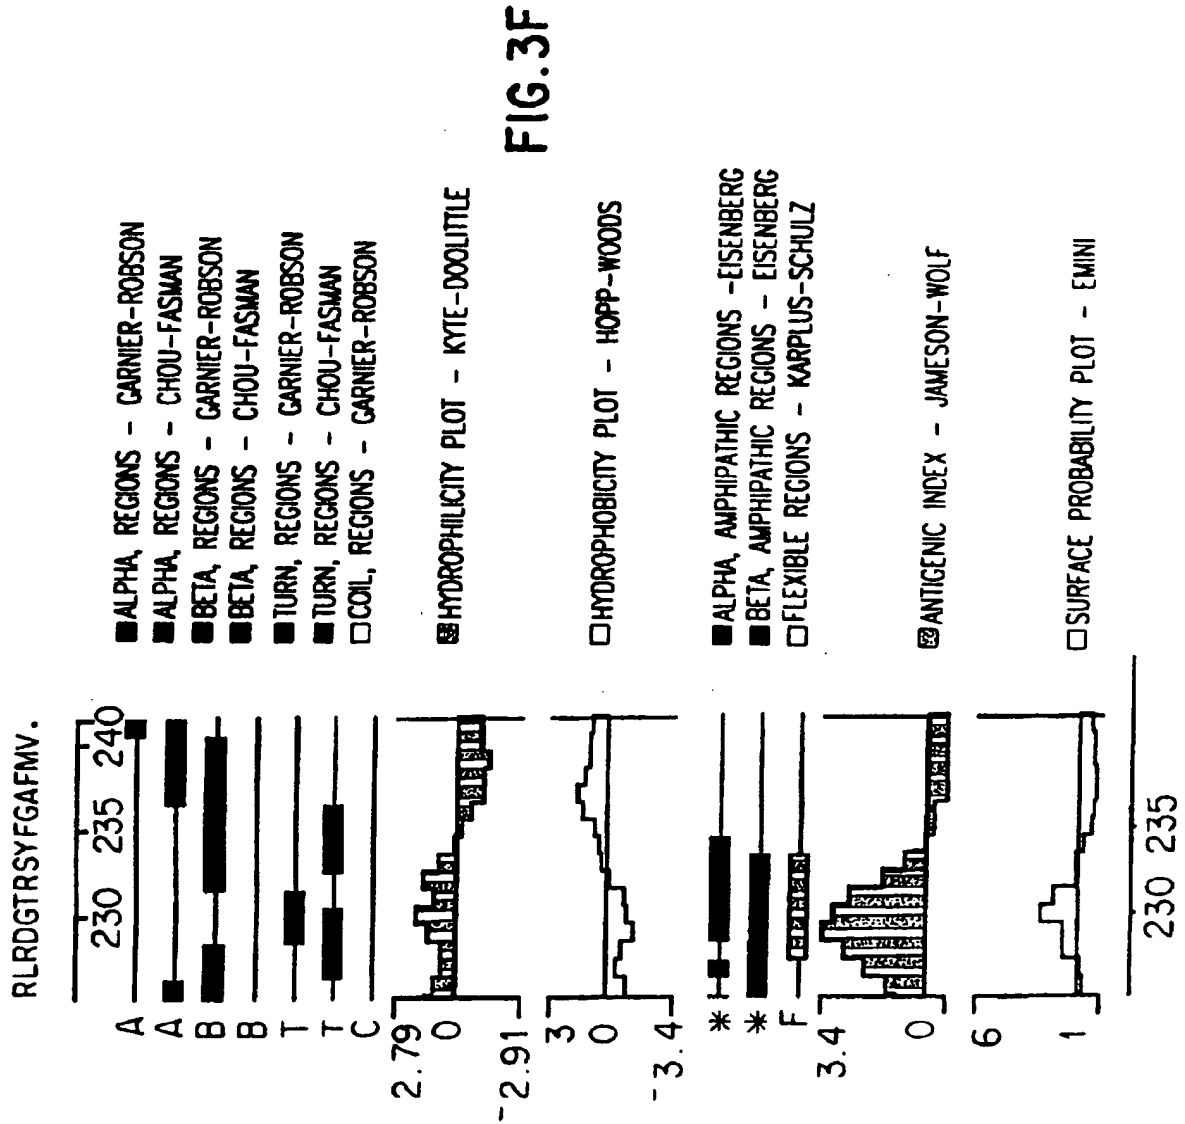 RLRDGTRSYFGAFMV.
230 235 240
A ALPHA, REGIONS - GARNIER-ROBSON
A ALPHA, REGIONS - CHOU-FASMAN
B BETA, REGIONS - GARNIER-ROBSON
B BETA, REGIONS - CHOU-FASMAN
T TURN, REGIONS - GARNIER-ROBSON
T TURN, REGIONS - CHOU-FASMAN
C COIL, REGIONS - GARNIER-ROBSON
2.79
0 HYDROPHILICITY PLOT - KYTE-DOOLITTLE
-2.91
3
0 HYDROPHOBICITY PLOT - HOPP-WOODS
-3.4
* ALPHA, AMPHIPATHIC REGIONS -EISENBERG
* BETA, AMPHIPATHIC REGIONS - EISENBERG
F FLEXIBLE REGIONS - KARPLUS-SCHULZ
3.4
0 ANTIGENIC INDEX - JAMESON-WOLF
6
1 SURFACE PROBABILITY PLOT - EMINI
230 235
FIG.3F